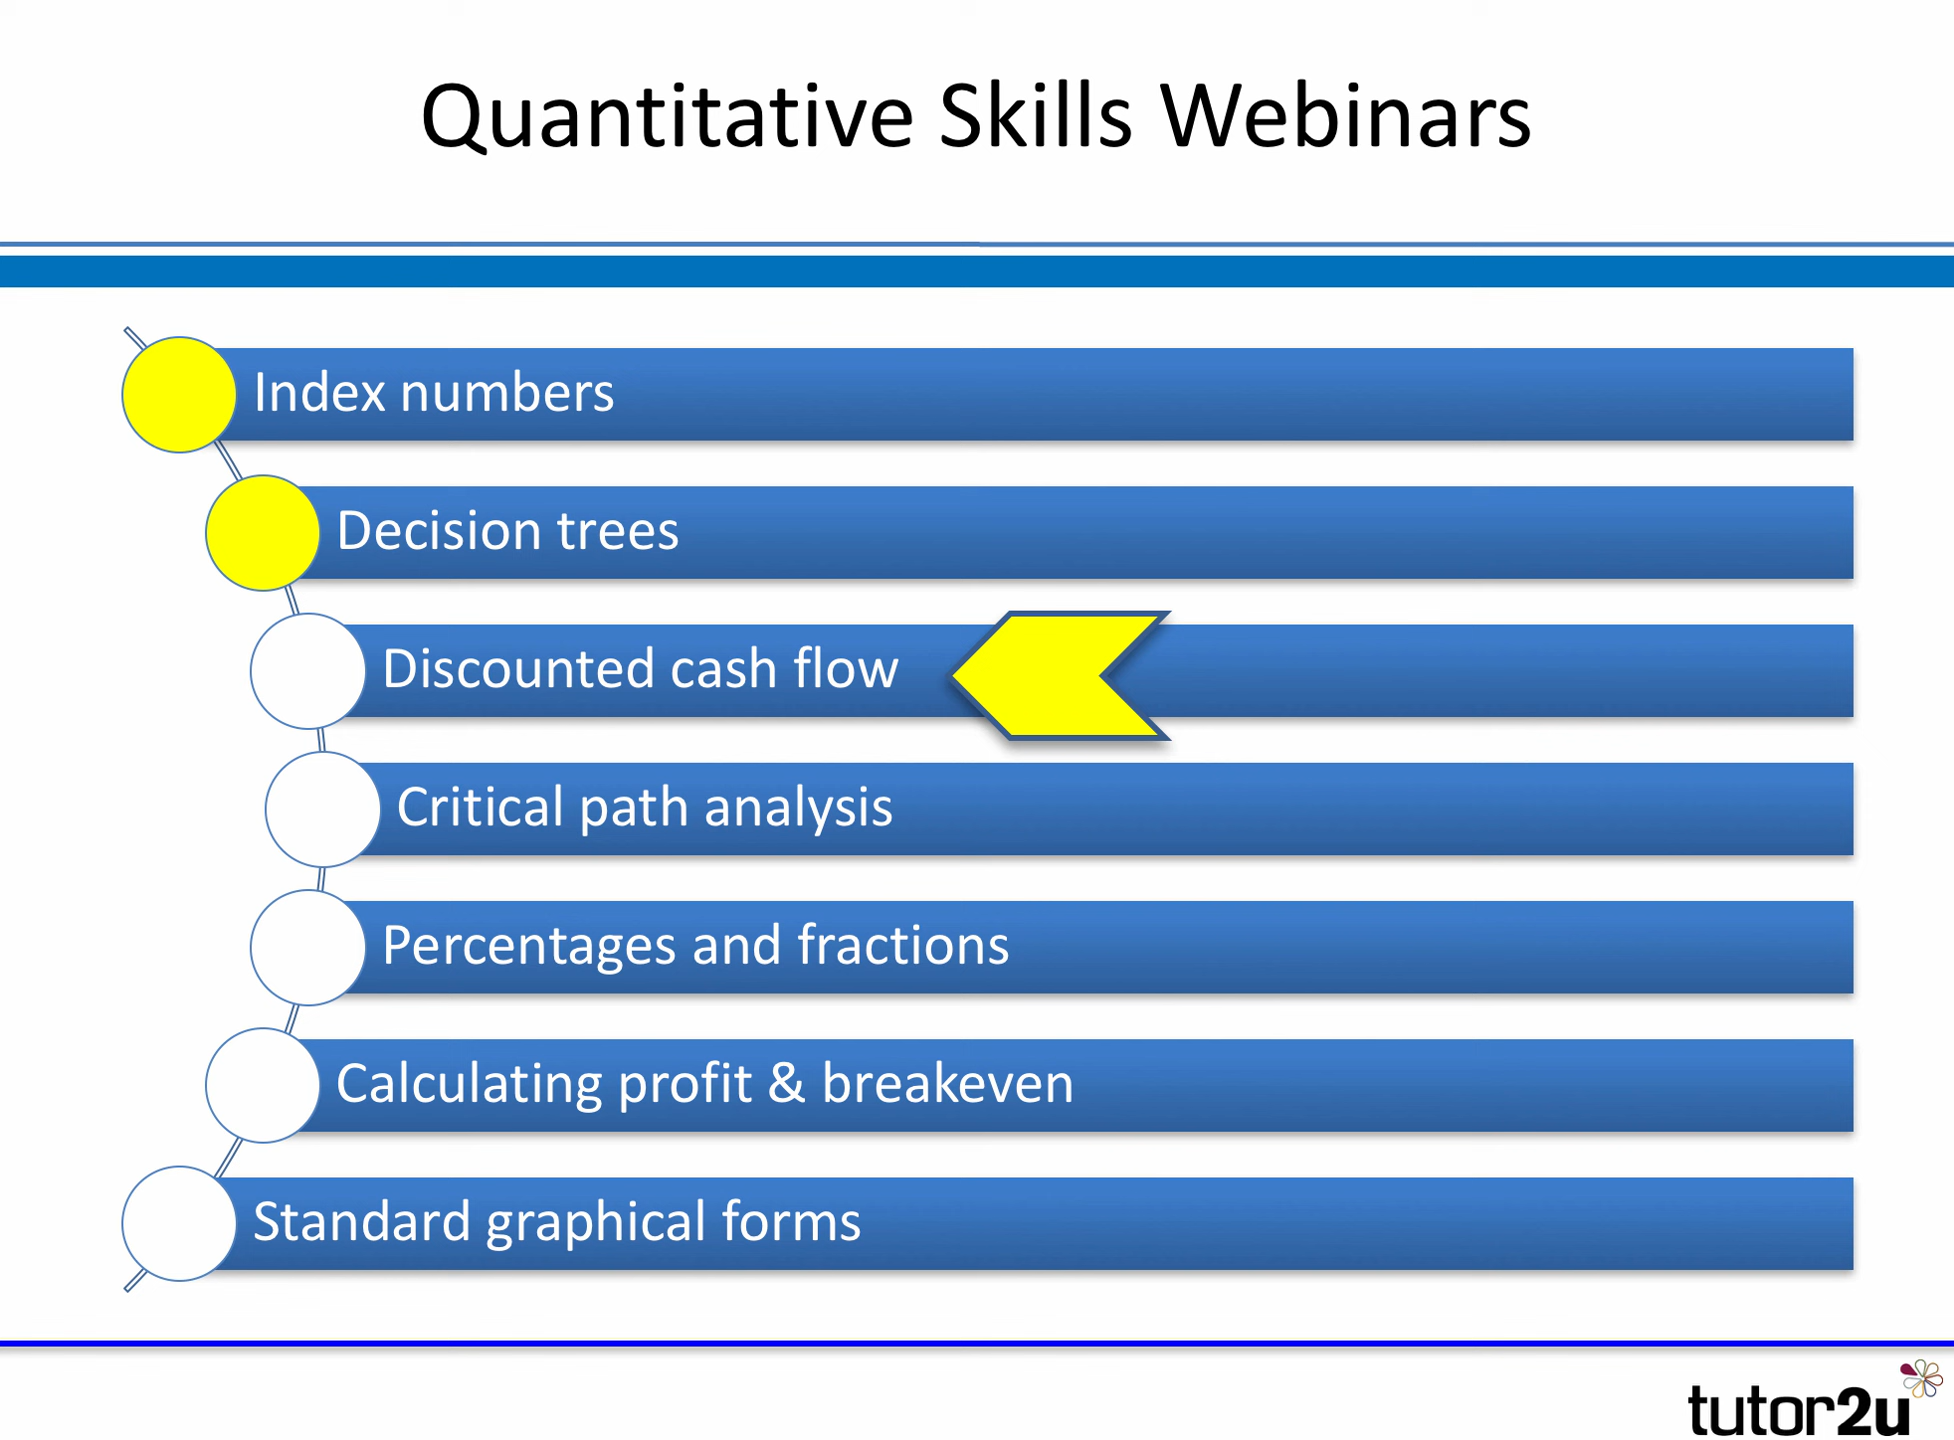 Quantitative Skills Webinars
Index numbers
Decision trees
Discounted cash flow
Critical path analysis
Percentages and fractions
Calculating profit & breakeven
Standard graphical forms
tutor2u